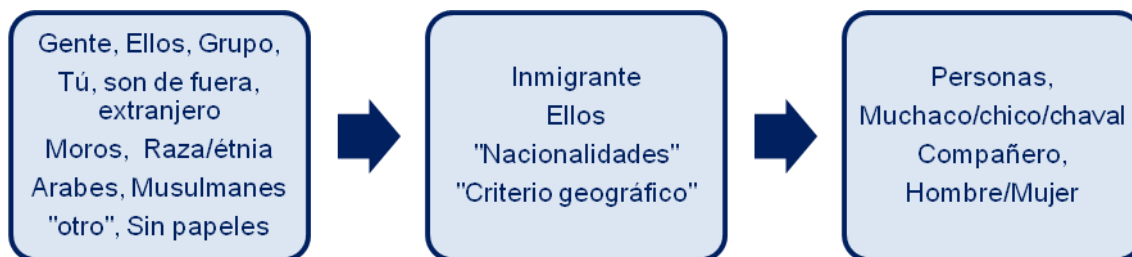 Gente, Ellos, Grupo,
Tú, son de fuera,
extranjero
Moros, Raza/étnia
Arabes, Musulmanes
"otro", Sin papeles
Inmigrante
Ellos
"Nacionalidades"
"Criterio geográfico"
Personas,
Muchaco/chico/chaval
Compañero,
Hombre/Mujer